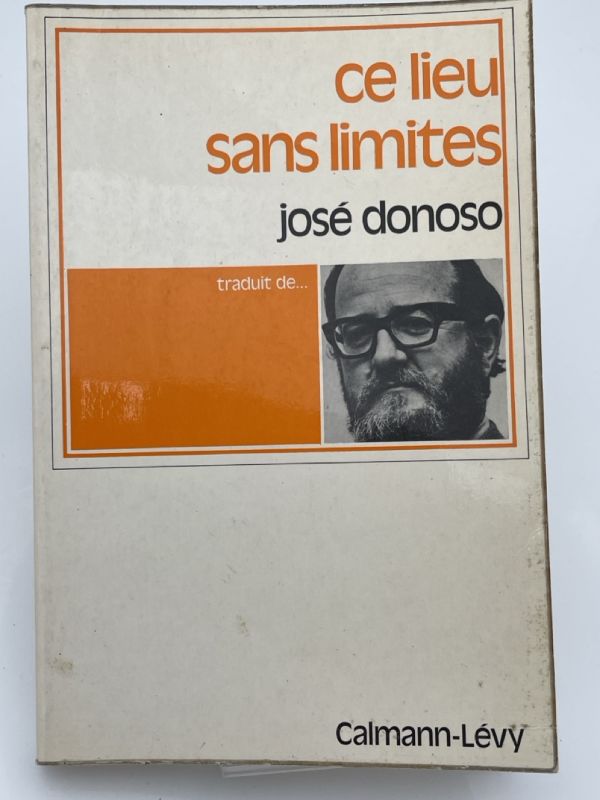 ce lieu
sans limites
josé donoso
traduit de...
Calmann-Lévy